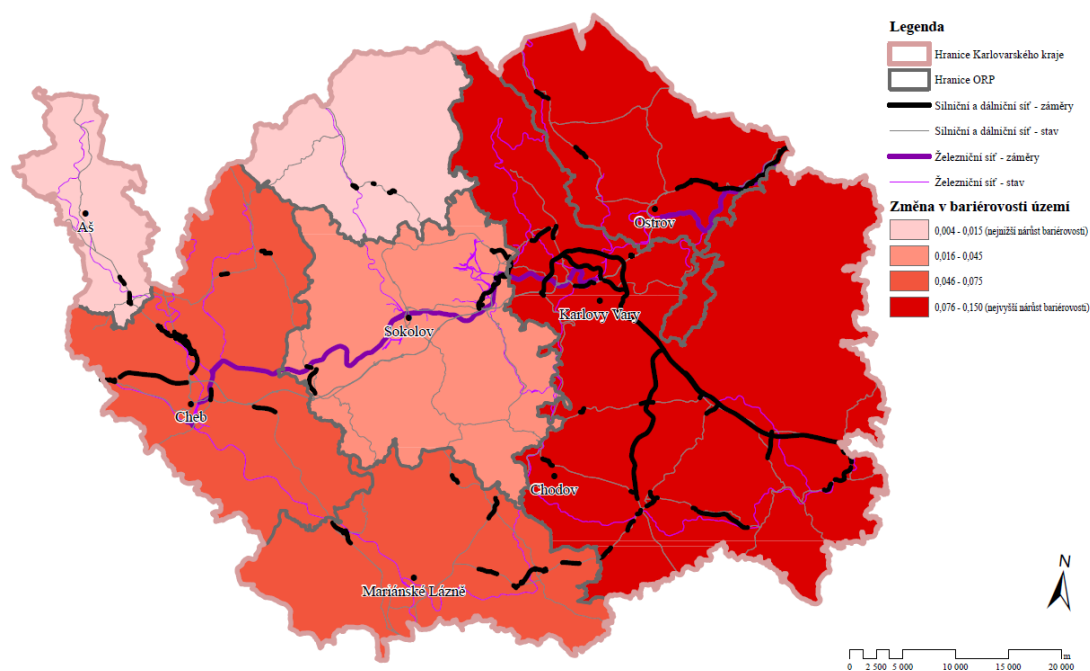 Legenda
Hranice Karlovarského kraje
Hranice ORP
Silniční a dálniční síť - záměry
Silniční a dálniční síť - stav
Železniční síť - záměry
Železniční síť - stav
Změna v bariérovosti území
0,004 - 0,015 (nejnižší nárůst bariérovosti)
0,016 - 0,045
0,046 - 0,075
0,076 - 0,150 (nejvyšší nárůst bariérovosti)
Aš
Ostrov
Karlovy Vary
Sokolov
Cheb
Chodov
Mariánské Lázně
N
m
0 2 500 5 000 10 000 15 000 20 000